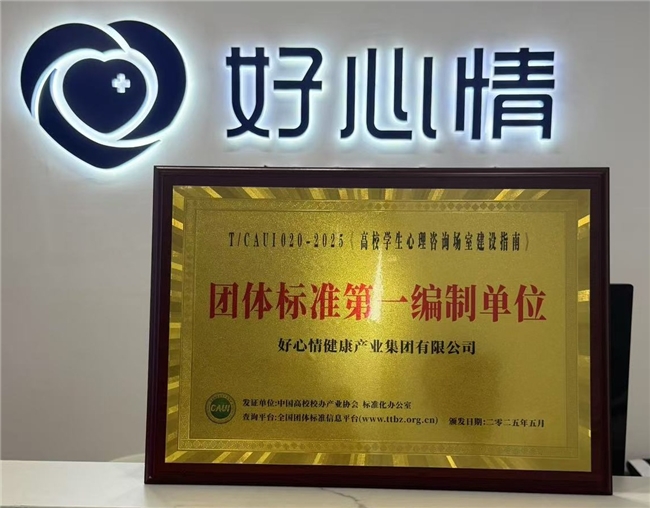 好心情
T/CAUI020-2025《高校学生心理咨询场室建设指南》
团体标准第一编制单位
好心情健康产业集团有限公司
CAUI
发证单位:中国高校校办产业协会 标准化办公室
查询平台:全国团体标准信息平台(www.ttbz.org.cn) 颁发日期:二〇二五年五月